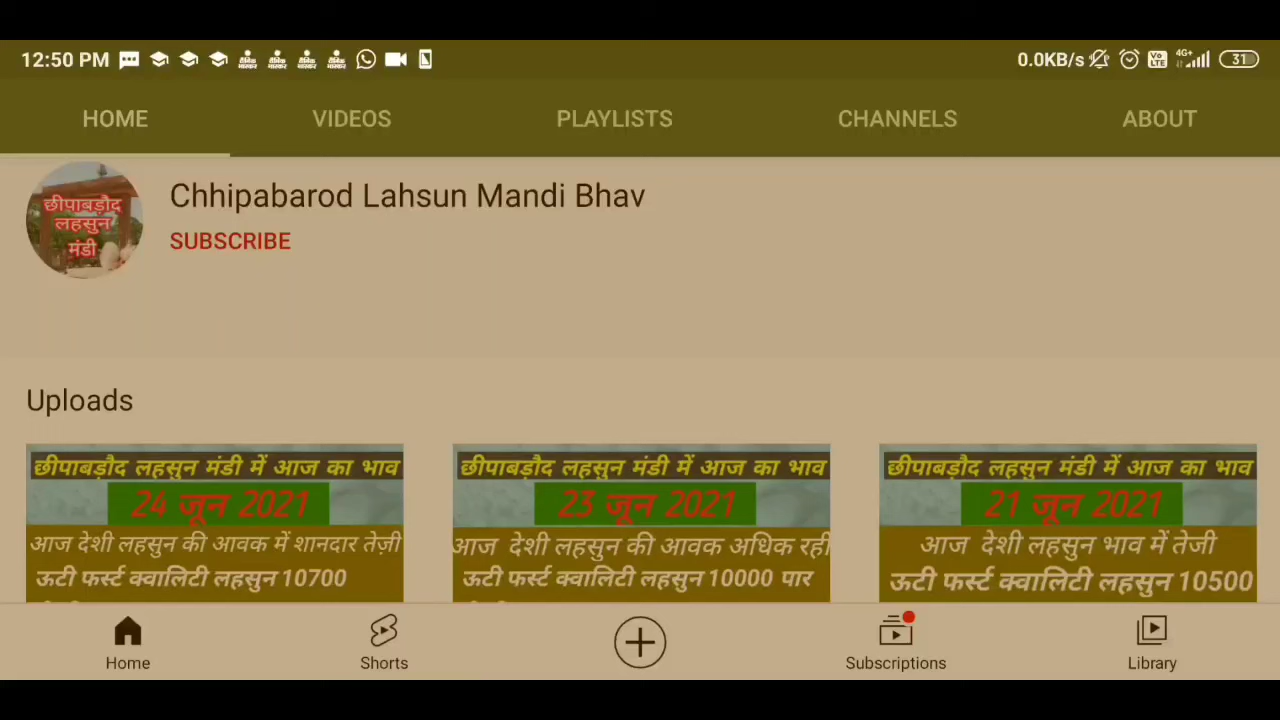 12:50 PM 0.0KB/s 4G+ 31
HOME VIDEOS PLAYLISTS CHANNELS ABOUT
छीपाबड़ौद
लहसुन
मंडी
Chhipabarod Lahsun Mandi Bhav
SUBSCRIBE
Uploads
छीपाबड़ौद लहसुन मंडी में आज का भाव
24 जून 2021
आज देशी लहसुन की आवक में शानदार तेज़ी
ऊटी फर्स्ट क्वालिटी लहसुन 10700
छीपाबड़ौद लहसुन मंडी में आज का भाव
23 जून 2021
आज देशी लहसुन की आवक अधिक रही
ऊटी फर्स्ट क्वालिटी लहसुन 10000 पार
छीपाबड़ौद लहसुन मंडी में आज का भाव
21 जून 2021
आज देशी लहसुन भाव में तेजी
ऊटी फर्स्ट क्वालिटी लहसुन 10500
Home Shorts Subscriptions Library